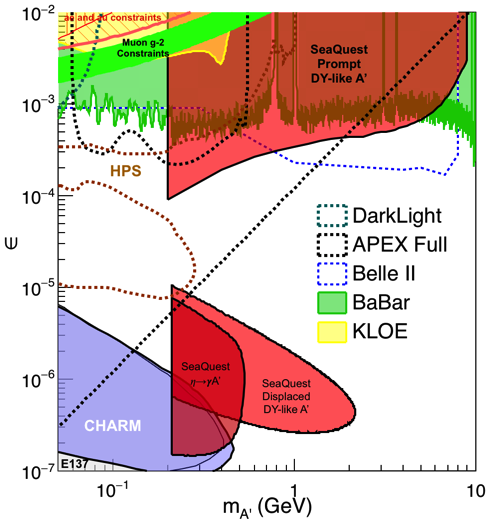 aμ and aμ constraints
Muon g-2
Constraints
SeaQuest
Prompt
DY-like A'
HPS
DarkLight
APEX Full
Belle II
BaBar
KLOE
SeaQuest
η→γA'
SeaQuest
Displaced
DY-like A'
CHARM
E137
10⁻²
10⁻³
10⁻⁴
10⁻⁵
10⁻⁶
10⁻⁷
ϵ
10⁻¹
1
10
m_A' (GeV)